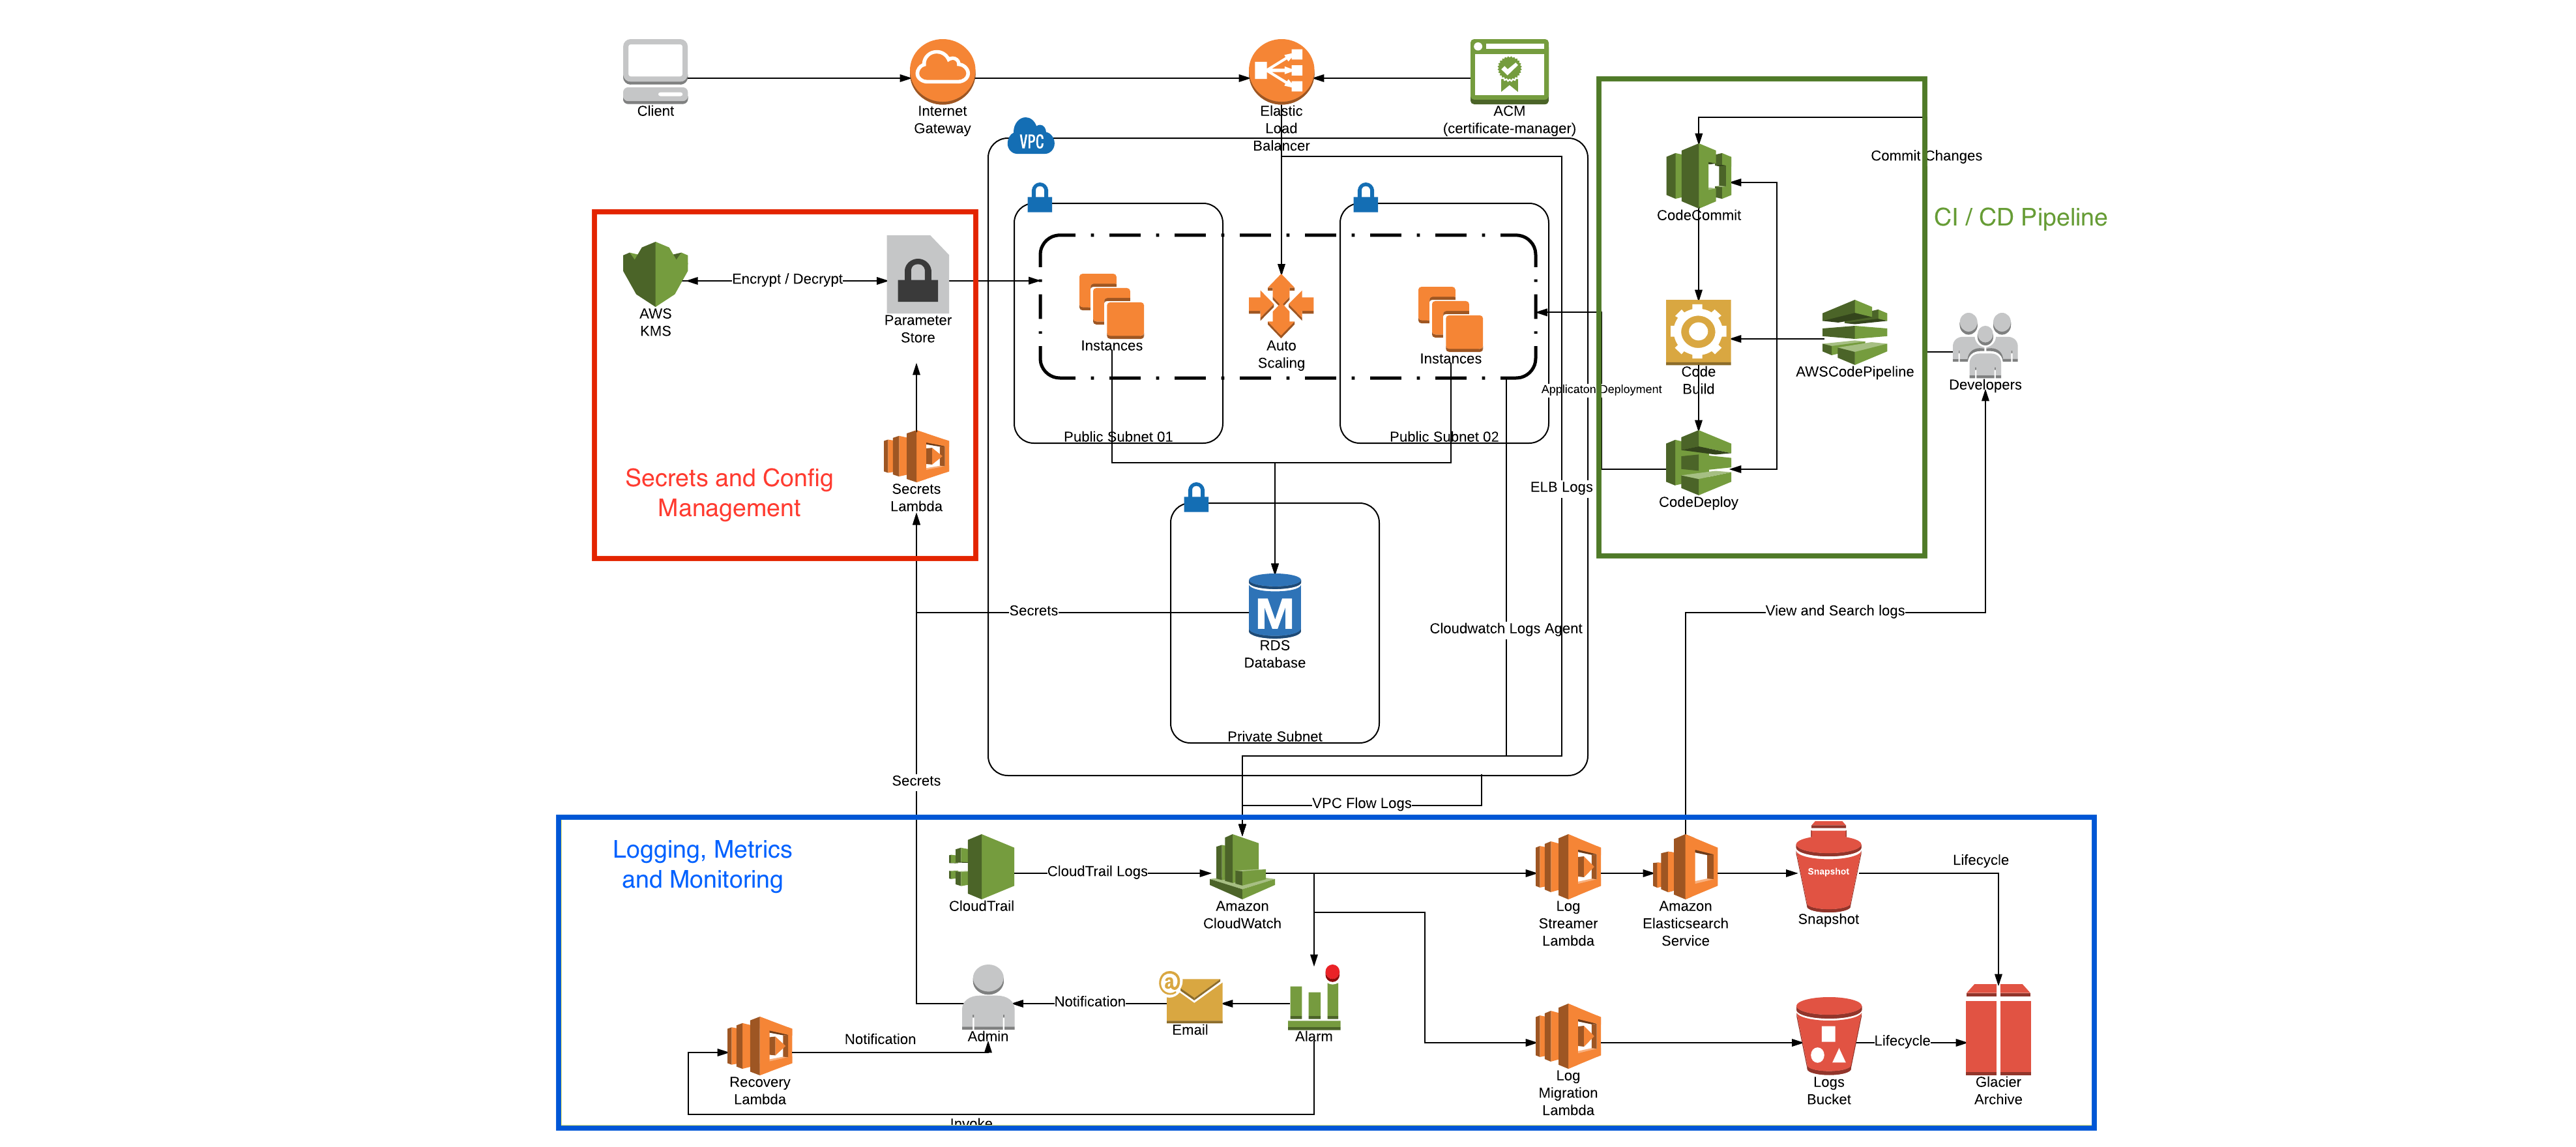 Client
Internet
Gateway
Elastic
Load
Balancer
ACM
(certificate-manager)
VPC
Commit Changes
CodeCommit
CI / CD Pipeline
Encrypt / Decrypt
AWS
KMS
Parameter
Store
Instances
Auto
Scaling
Instances
Code
Build
AWSCodePipeline
Developers
Applicaton Deployment
Public Subnet 01
Public Subnet 02
Secrets and Config
Management
Secrets
Lambda
ELB Logs
CodeDeploy
Secrets
M
RDS
Database
Cloudwatch Logs Agent
View and Search logs
Private Subnet
Secrets
VPC Flow Logs
Logging, Metrics
and Monitoring
CloudTrail Logs
CloudTrail
Amazon
CloudWatch
Log
Streamer
Lambda
Amazon
Elasticsearch
Service
Snapshot
Snapshot
Lifecycle
Notification
Admin
@
Email
Alarm
Notification
Recovery
Lambda
Log
Migration
Lambda
Lifecycle
Logs
Bucket
Glacier
Archive
Invoke